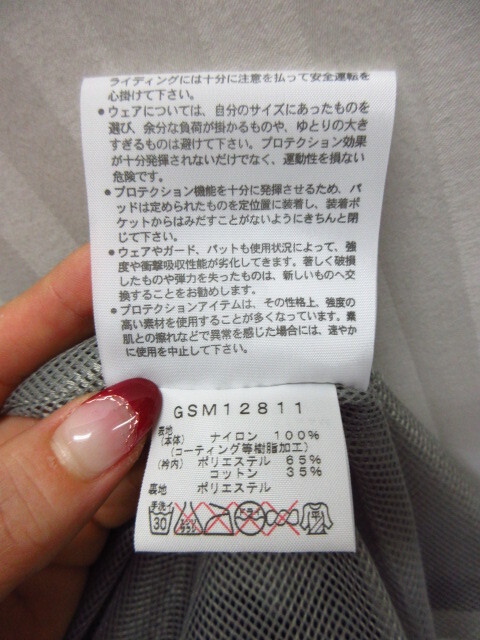 ライディングには十分に注意を払って安全運転を
心掛けて下さい。
●ウェアについては、自分のサイズにあったものを
選び、余分な負荷が掛かるものや、ゆとりの大き
すぎるものは避けて下さい。プロテクション効果
が十分発揮されないだけでなく、運動性を損ない
危険です。
●プロテクション機能を十分に発揮させるため、パ
ッドは定められたものを定位置に装着し、装着ポ
ケットからはみだすことがないようにきちんと閉
じて下さい。
●ウェアやガード、パットも使用状況によって、強
度や衝撃吸収性能が劣化してきます。著しく破損
したものや弾力を失ったものは、新しいものへ交
換することをお勧めします。
●プロテクションアイテムは、その性格上、強度の
高い素材を使用することが多くなっています。素
肌との擦れなどで異常を感じた場合には、速やか
に使用を中止して下さい。
GSM12811
表地
(本体) ナイロン 100%
(コーティング等樹脂加工)
(衿内) ポリエステル 65%
コットン 35%
裏地 ポリエステル
手洗イ
30 エンソサラシ ドライ 平